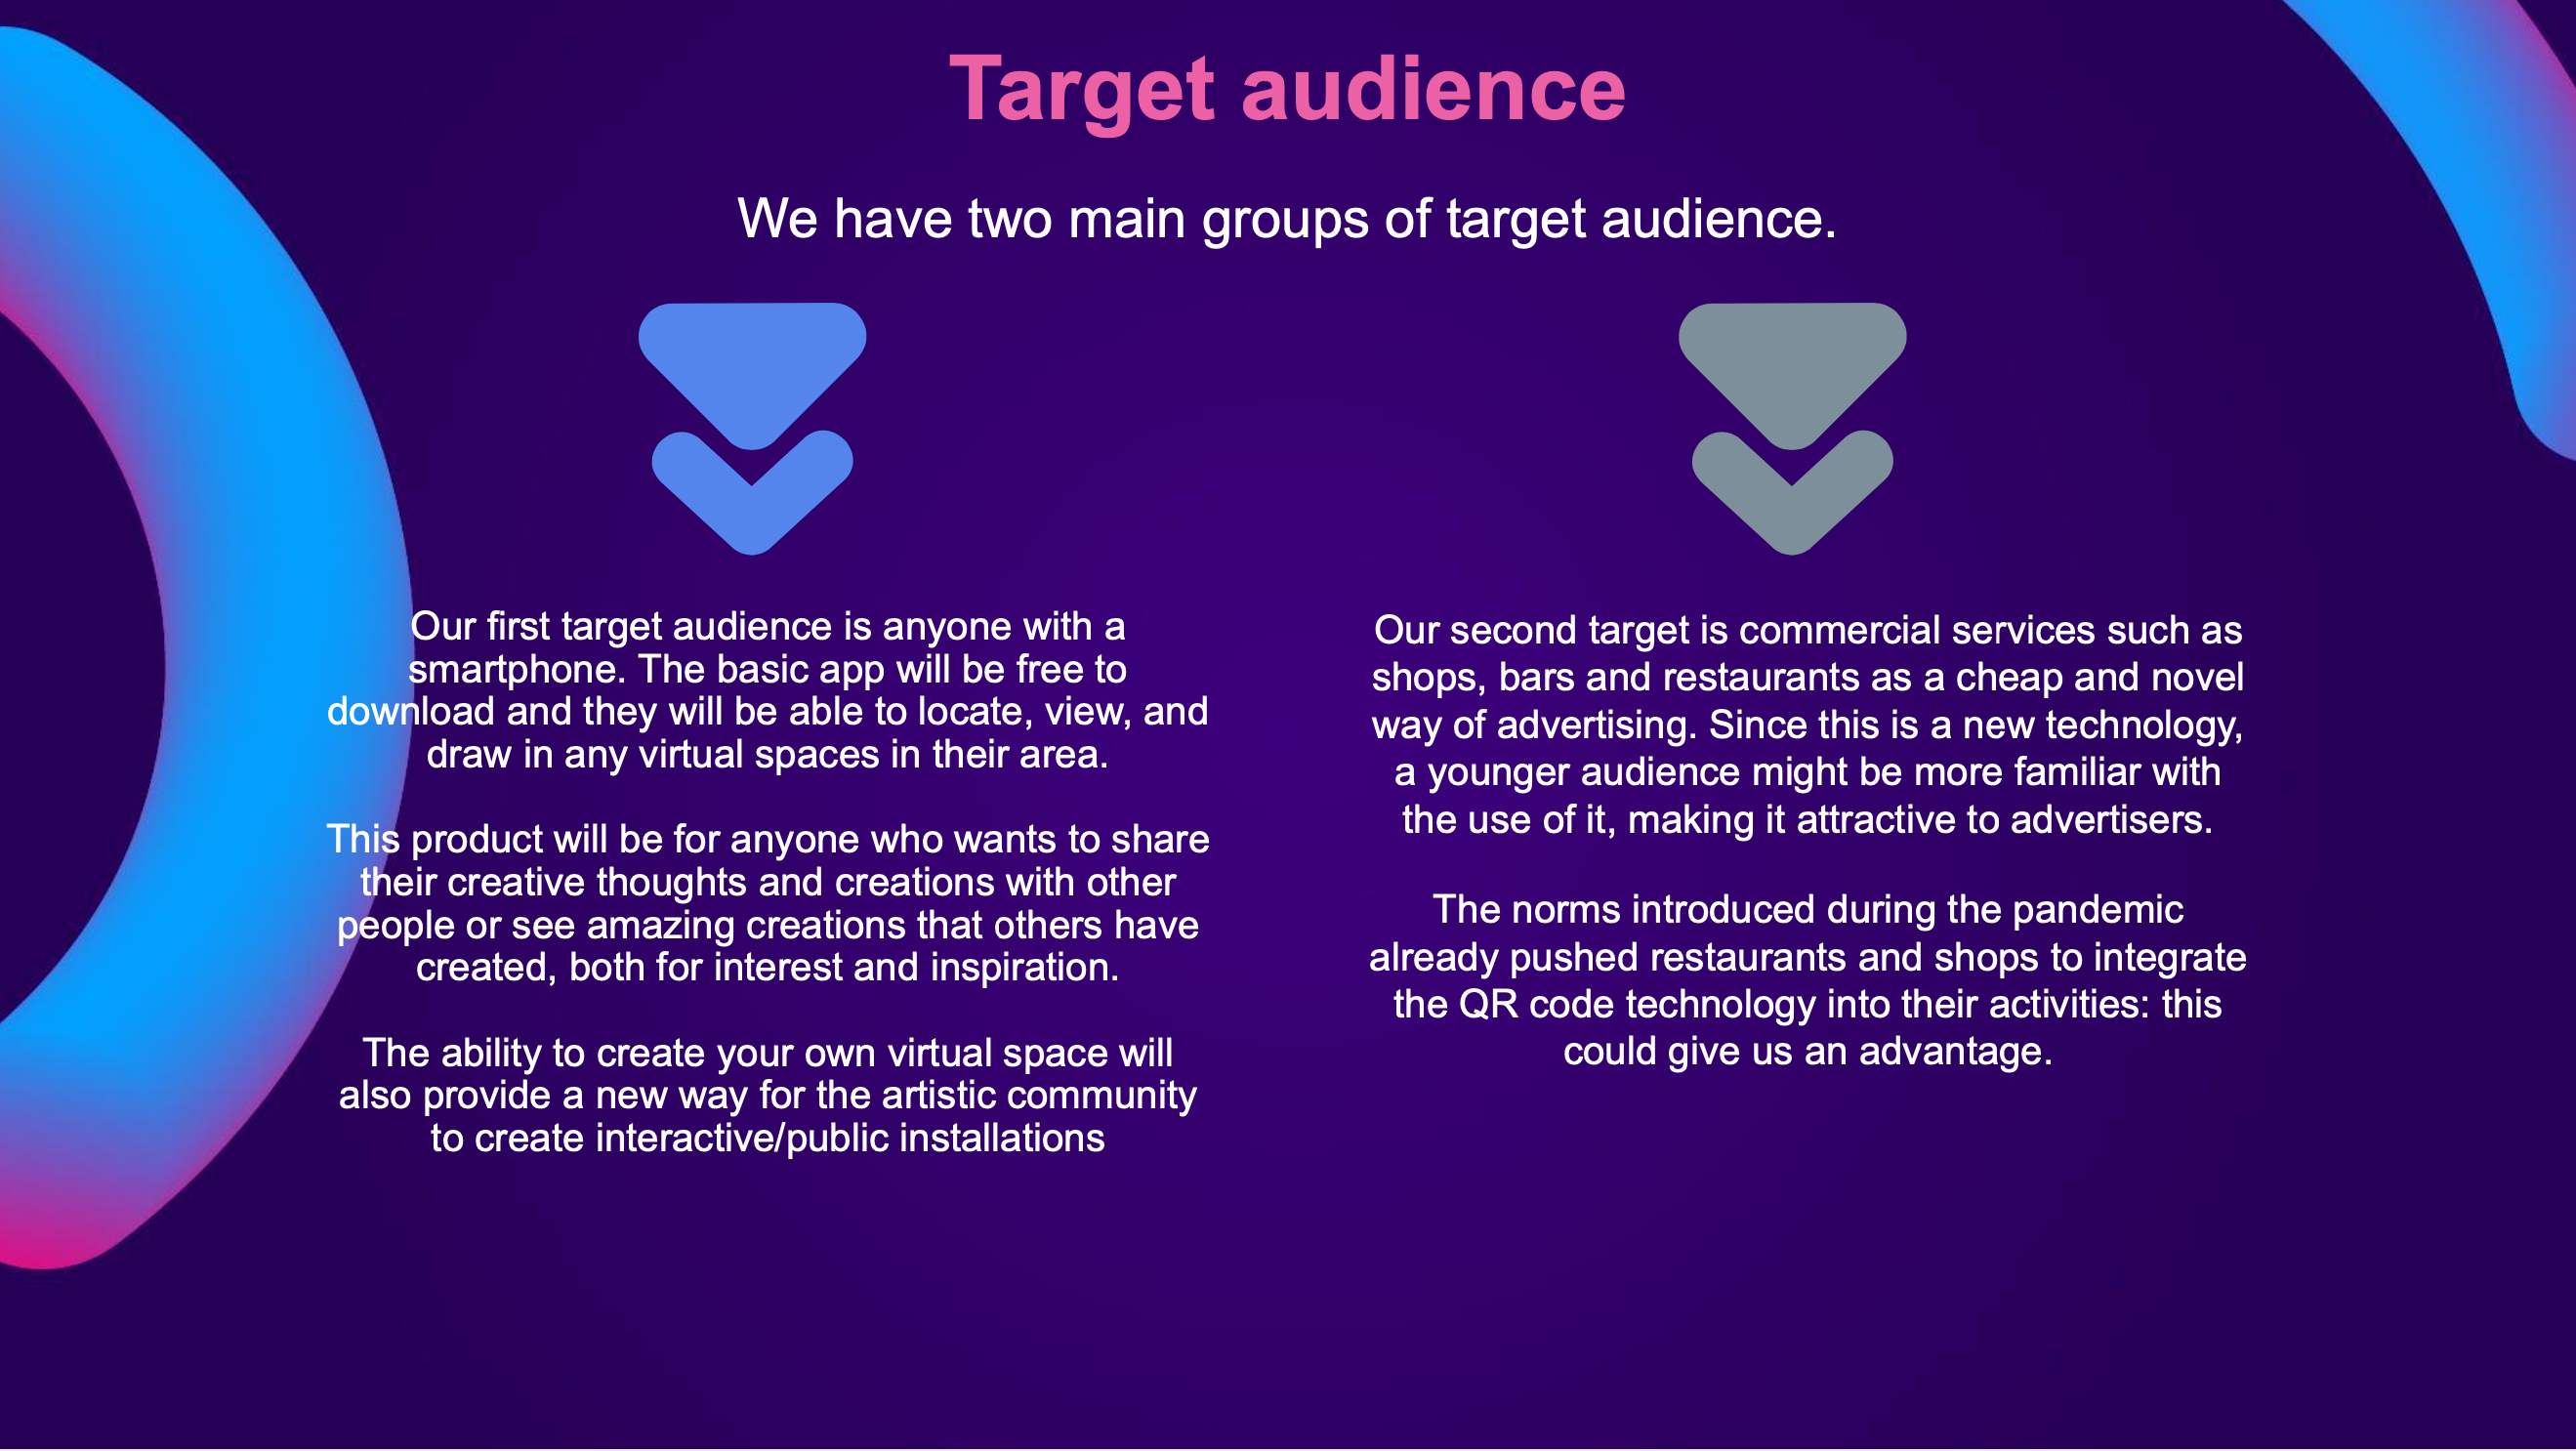 Target audience
We have two main groups of target audience.
Our first target audience is anyone with a
smartphone. The basic app will be free to
download and they will be able to locate, view, and
draw in any virtual spaces in their area.
This product will be for anyone who wants to share
their creative thoughts and creations with other
people or see amazing creations that others have
created, both for interest and inspiration.
The ability to create your own virtual space will
also provide a new way for the artistic community
to create interactive/public installations
Our second target is commercial services such as
shops, bars and restaurants as a cheap and novel
way of advertising. Since this is a new technology,
a younger audience might be more familiar with
the use of it, making it attractive to advertisers.
The norms introduced during the pandemic
already pushed restaurants and shops to integrate
the QR code technology into their activities: this
could give us an advantage.